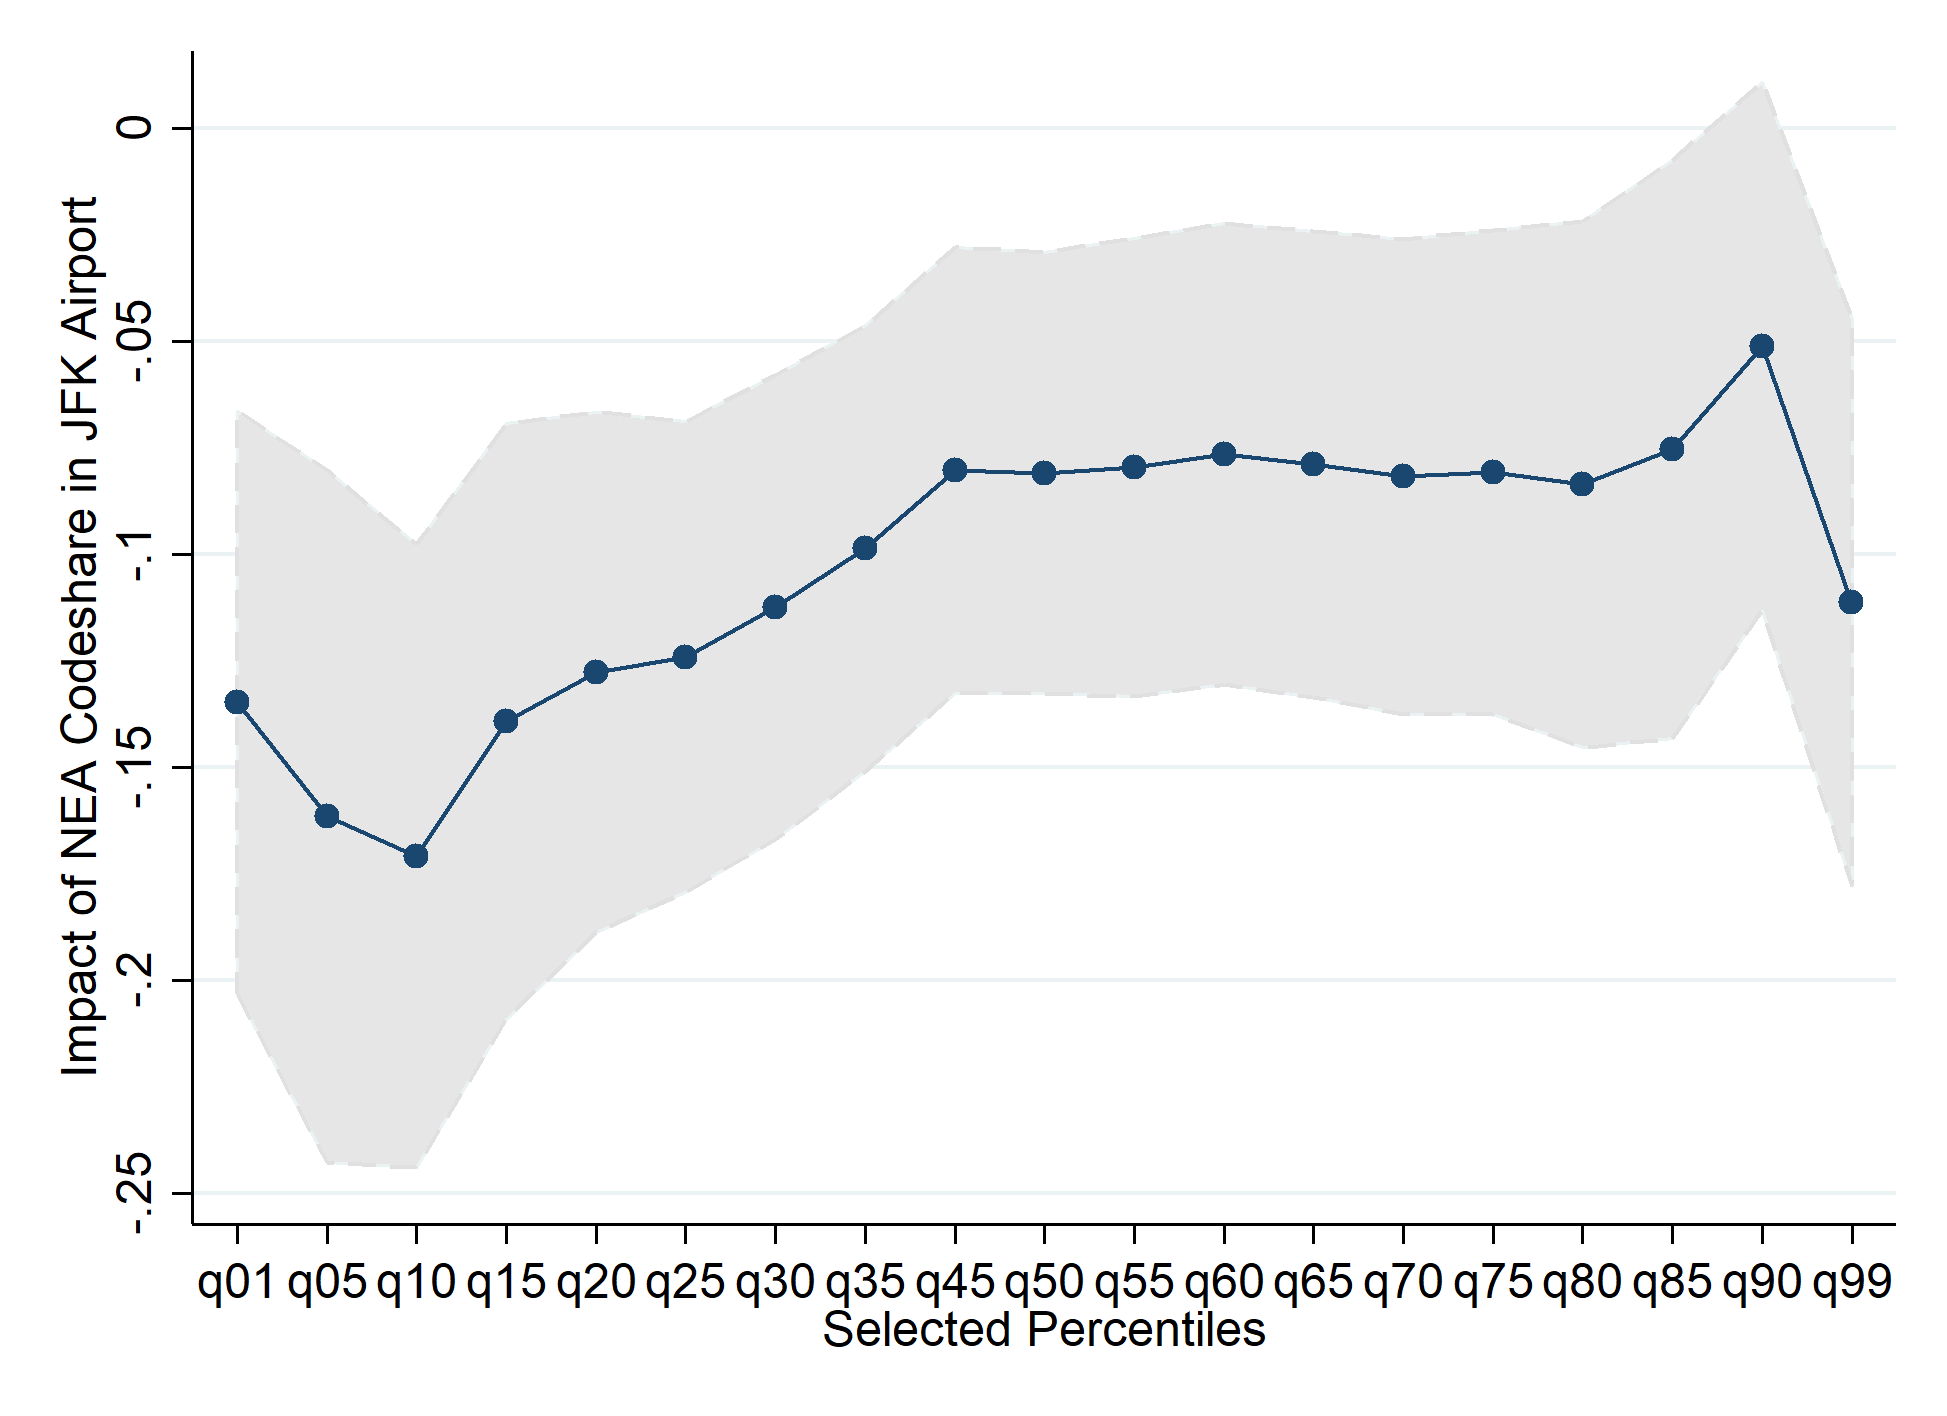 Impact of NEA Codeshare in JFK Airport
0
-.05
-.1
-.15
-.2
-.25
q01 q05 q10 q15 q20 q25 q30 q35 q45 q50 q55 q60 q65 q70 q75 q80 q85 q90 q99
Selected Percentiles